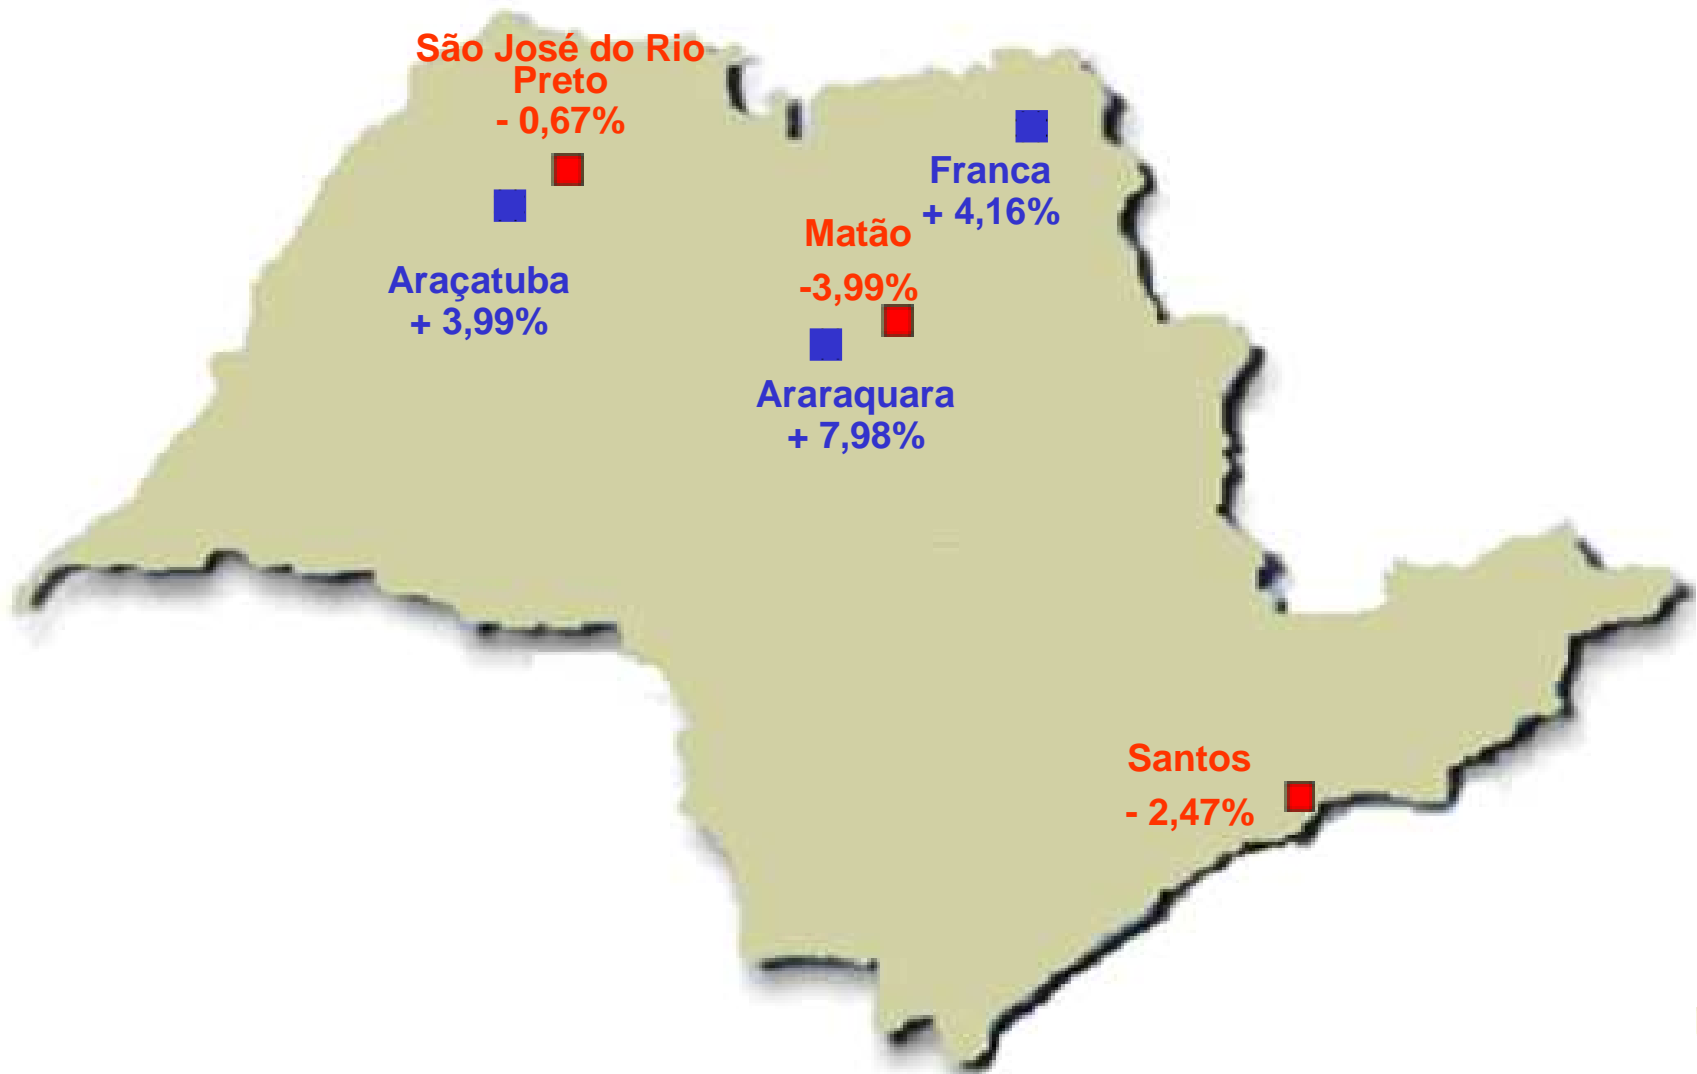 São José do Rio
Preto
- 0,67%
Franca
+ 4,16%
Matão
-3,99%
Araçatuba
+ 3,99%
Araraquara
+ 7,98%
Santos
- 2,47%